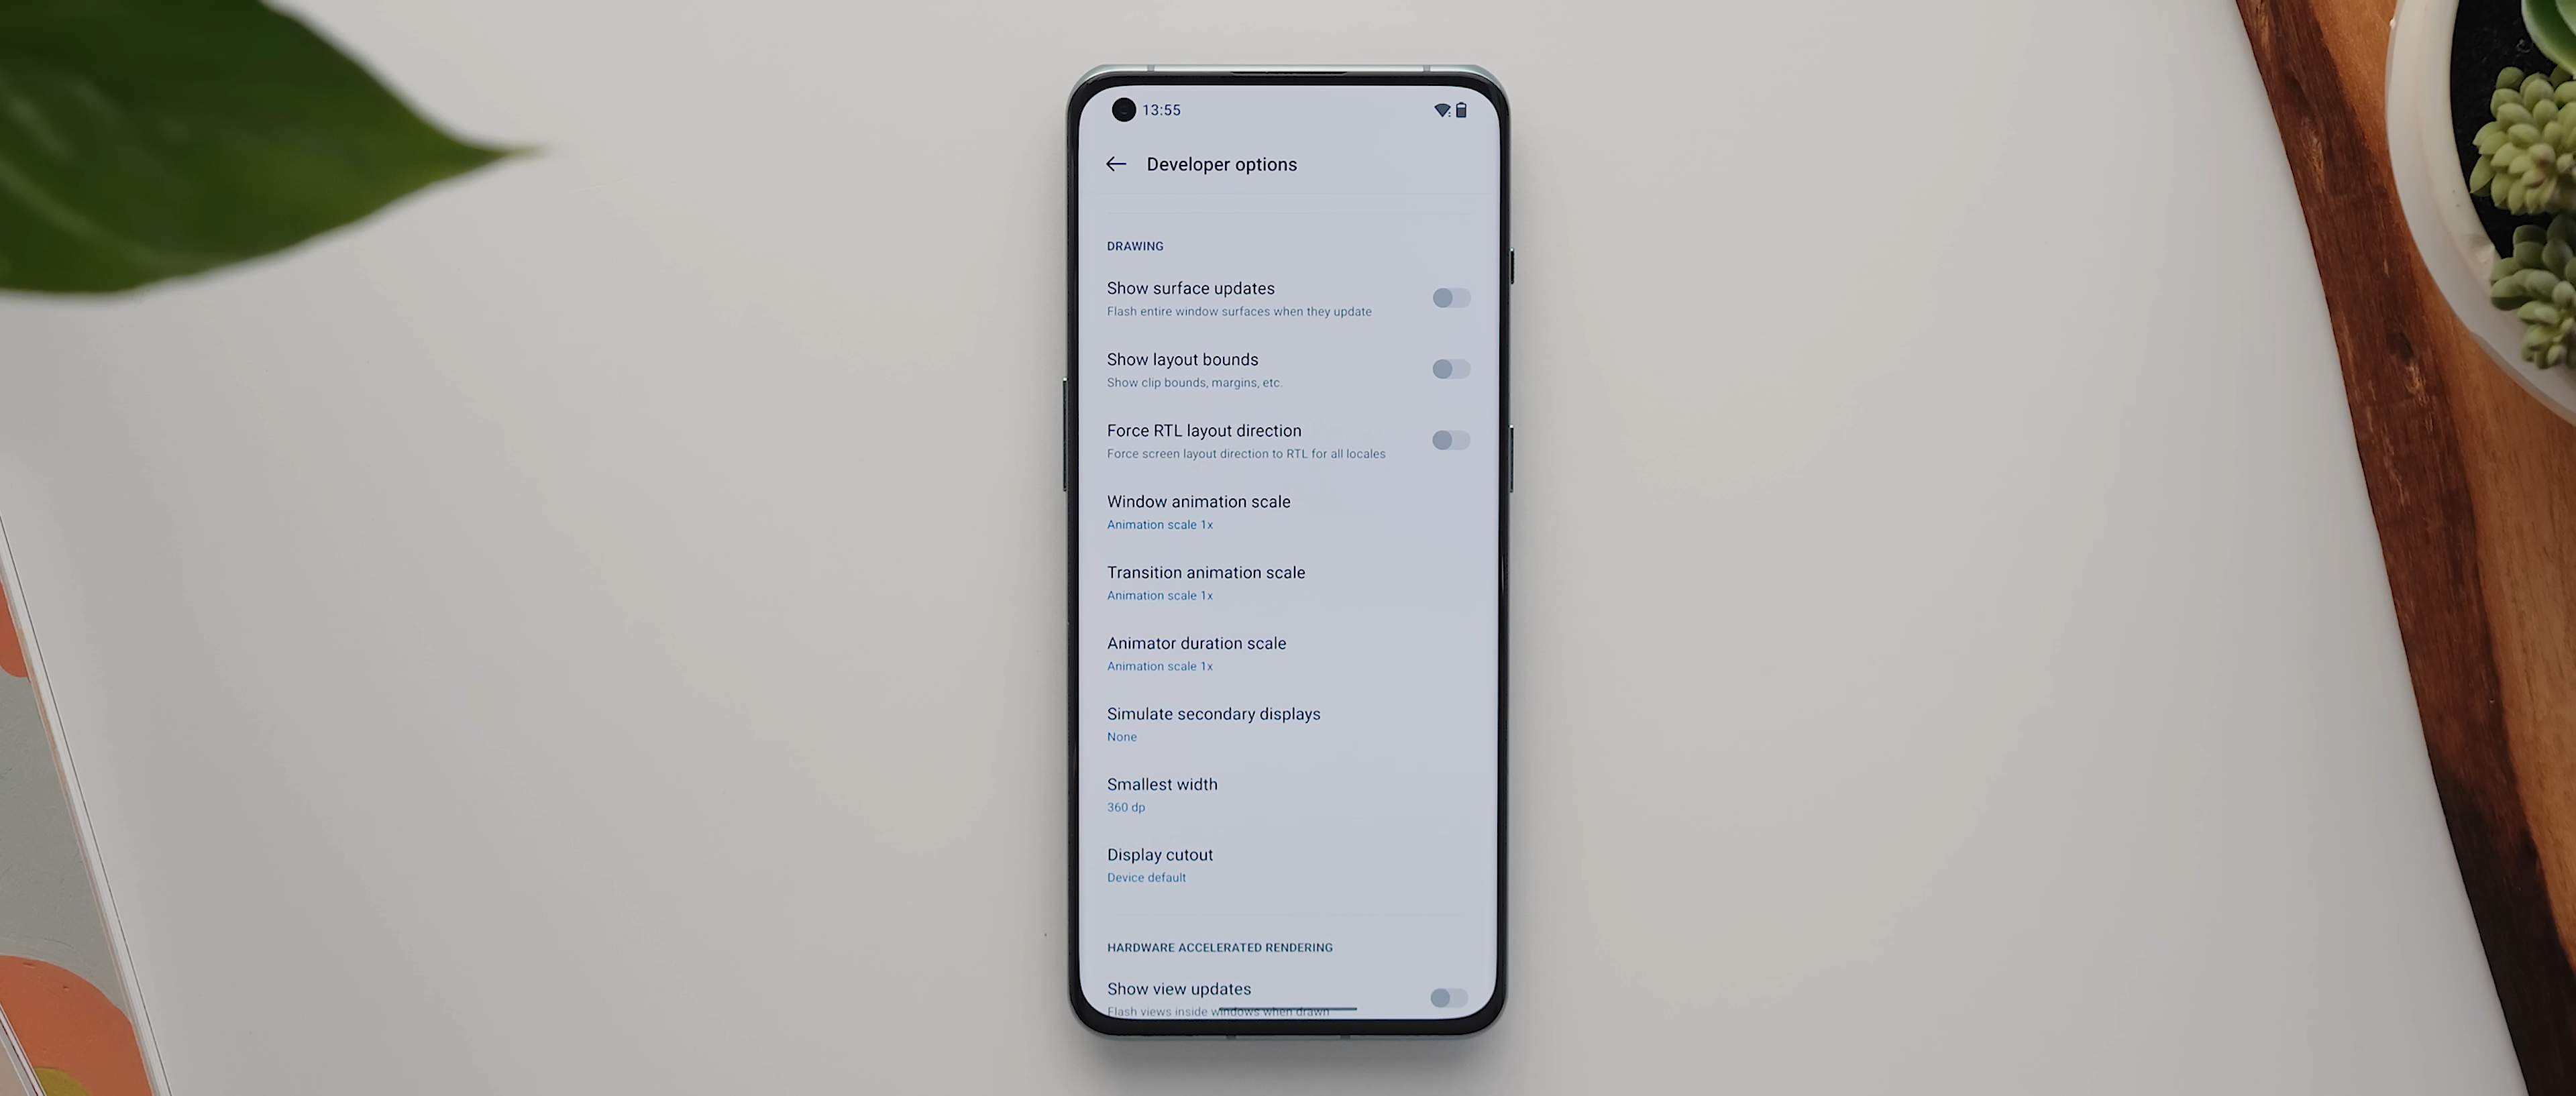 13:55
Developer options
DRAWING
Show surface updates
Flash entire window surfaces when they update
Show layout bounds
Show clip bounds, margins, etc.
Force RTL layout direction
Force screen layout direction to RTL for all locales
Window animation scale
Animation scale 1x
Transition animation scale
Animation scale 1x
Animator duration scale
Animation scale 1x
Simulate secondary displays
None
Smallest width
360 dp
Display cutout
Device default
HARDWARE ACCELERATED RENDERING
Show view updates
Flash views inside windows when drawn